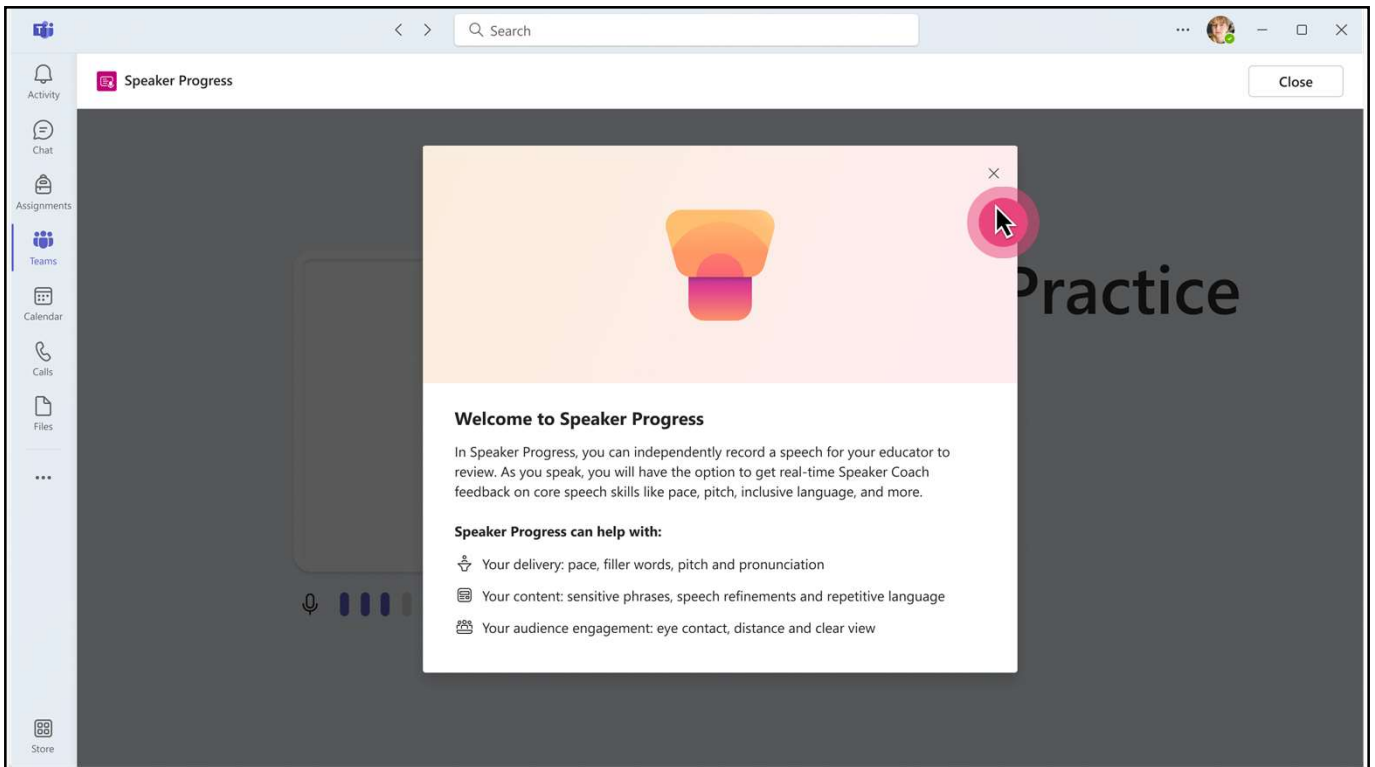 Search
Activity
Speaker Progress
Close
Chat
Assignments
Teams
Calendar
Calls
Files
Store
Practice
Welcome to Speaker Progress
In Speaker Progress, you can independently record a speech for your educator to
review. As you speak, you will have the option to get real-time Speaker Coach
feedback on core speech skills like pace, pitch, inclusive language, and more.
Speaker Progress can help with:
Your delivery: pace, filler words, pitch and pronunciation
Your content: sensitive phrases, speech refinements and repetitive language
Your audience engagement: eye contact, distance and clear view